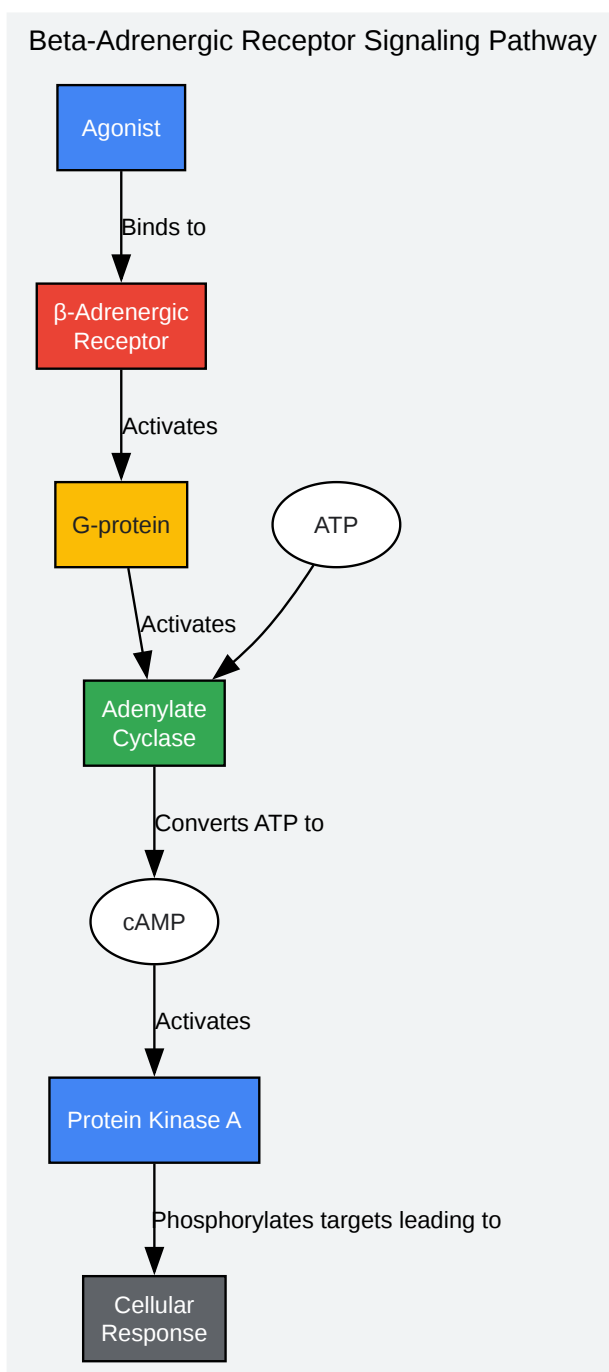 Beta-Adrenergic Receptor Signaling Pathway
Agonist
Binds to
β-Adrenergic
Receptor
Activates
G-protein
ATP
Activates
Adenylate
Cyclase
Converts ATP to
cAMP
Activates
Protein Kinase A
Phosphorylates targets leading to
Cellular
Response